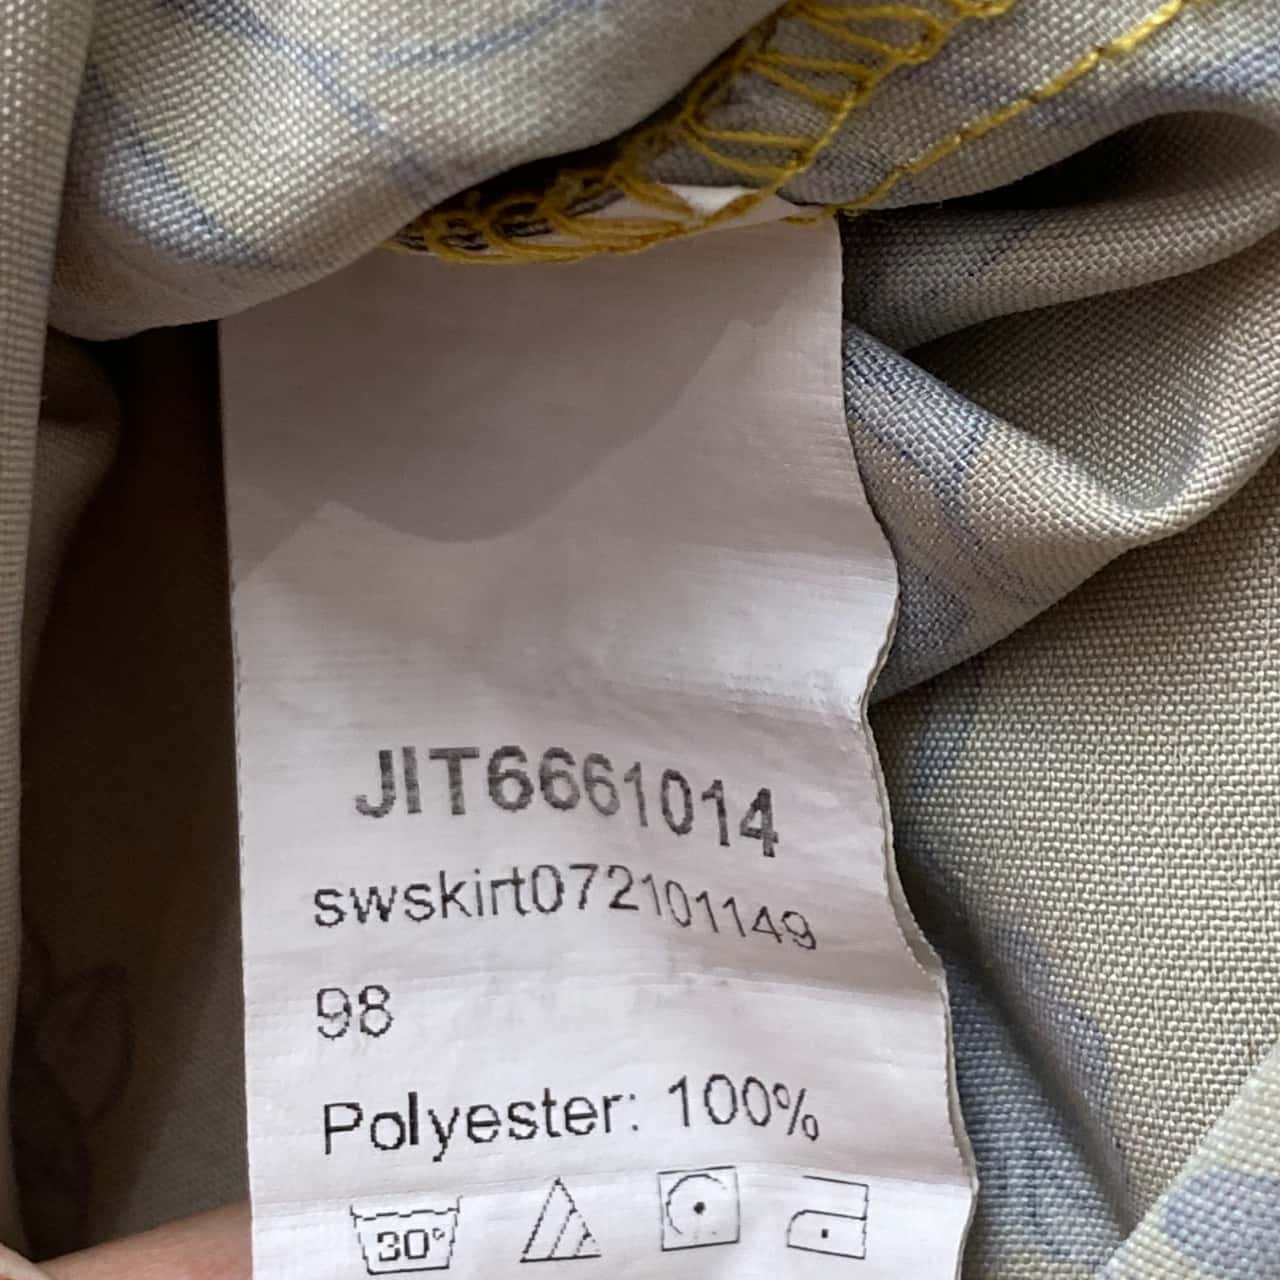 JIT6661014
swskirt072101149
98
Polyester: 100%
30°